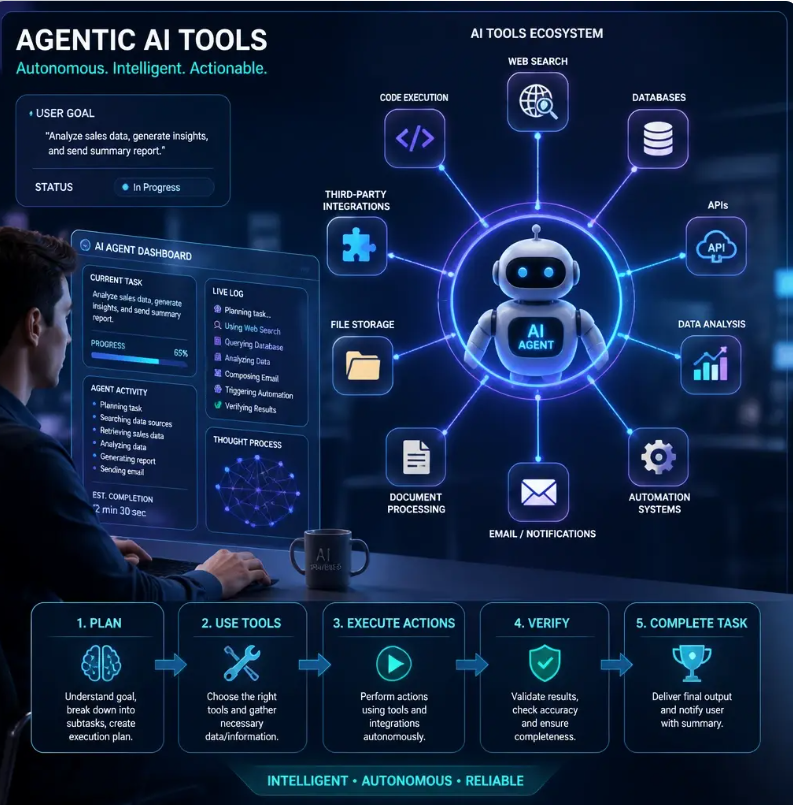 AGENTIC AI TOOLS
Autonomous. Intelligent. Actionable.
USER GOAL
"Analyze sales data, generate insights,
and send summary report."
STATUS
In Progress
AI TOOLS ECOSYSTEM
WEB SEARCH
CODE EXECUTION
DATABASES
THIRD-PARTY
INTEGRATIONS
APIs
API
FILE STORAGE
DATA ANALYSIS
AI
AGENT
DOCUMENT
PROCESSING
EMAIL / NOTIFICATIONS
AUTOMATION
SYSTEMS
AI AGENT DASHBOARD
CURRENT TASK
Analyze sales data, generate
insights, and send summary
report.
PROGRESS
65%
AGENT ACTIVITY
Planning task
Searching data sources
Retrieving sales data
Analyzing data
Generating report
Sending email
EST. COMPLETION
2 min 30 sec
LIVE LOG
Planning task...
Using Web Search
Querying Database
Analyzing Data
Composing Email
Triggering Automation
Verifying Results
THOUGHT PROCESS
AI
1. PLAN
Understand goal,
break down into
subtasks, create
execution plan.
2. USE TOOLS
Choose the right
tools and gather
necessary
data/information.
3. EXECUTE ACTIONS
Perform actions
using tools and
integrations
autonomously.
4. VERIFY
Validate results,
check accuracy
and ensure
completeness.
5. COMPLETE TASK
Deliver final output
and notify user
with summary.
INTELLIGENT • AUTONOMOUS • RELIABLE